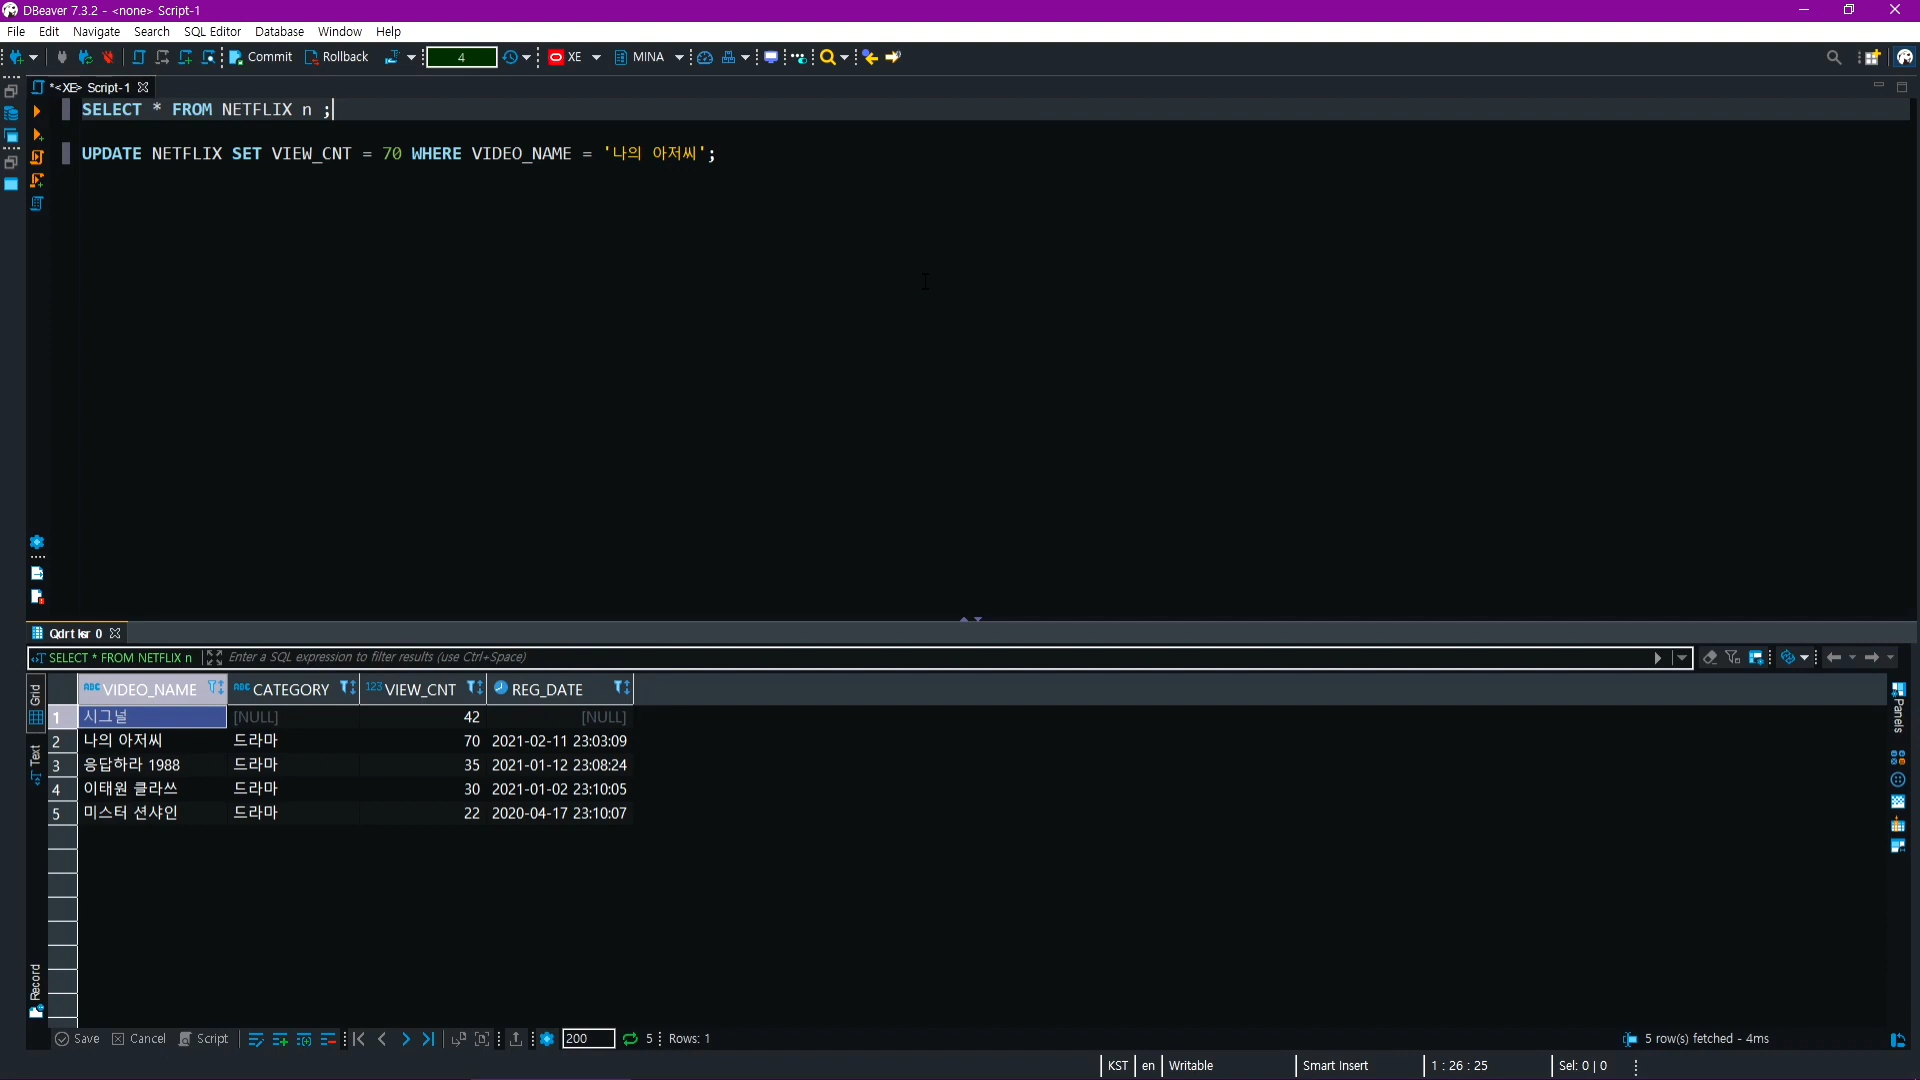 DBeaver 7.3.2 - <none> Script-1
File Edit Navigate Search SQL Editor Database Window Help
Commit Rollback 4 XE MINA
*<XE> Script-1
SELECT * FROM NETFLIX n ;
UPDATE NETFLIX SET VIEW_CNT = 70 WHERE VIDEO_NAME = '나의 아저씨';
0
SELECT * FROM NETFLIX n Enter a SQL expression to filter results (use Ctrl+Space)
Grid
Text
Record
Panels
ABC VIDEO_NAME ABC CATEGORY 123 VIEW_CNT REG_DATE
1 시그널 [NULL] 42 [NULL]
2 나의 아저씨 드라마 70 2021-02-11 23:03:09
3 응답하라 1988 드라마 35 2021-01-12 23:08:24
4 이태원 클라쓰 드라마 30 2021-01-02 23:10:05
5 미스터 션샤인 드라마 22 2020-04-17 23:10:07
Save Cancel Script 200 5 Rows: 1 5 row(s) fetched - 4ms
KST en Writable Smart Insert 1 : 26 : 25 Sel: 0 | 0